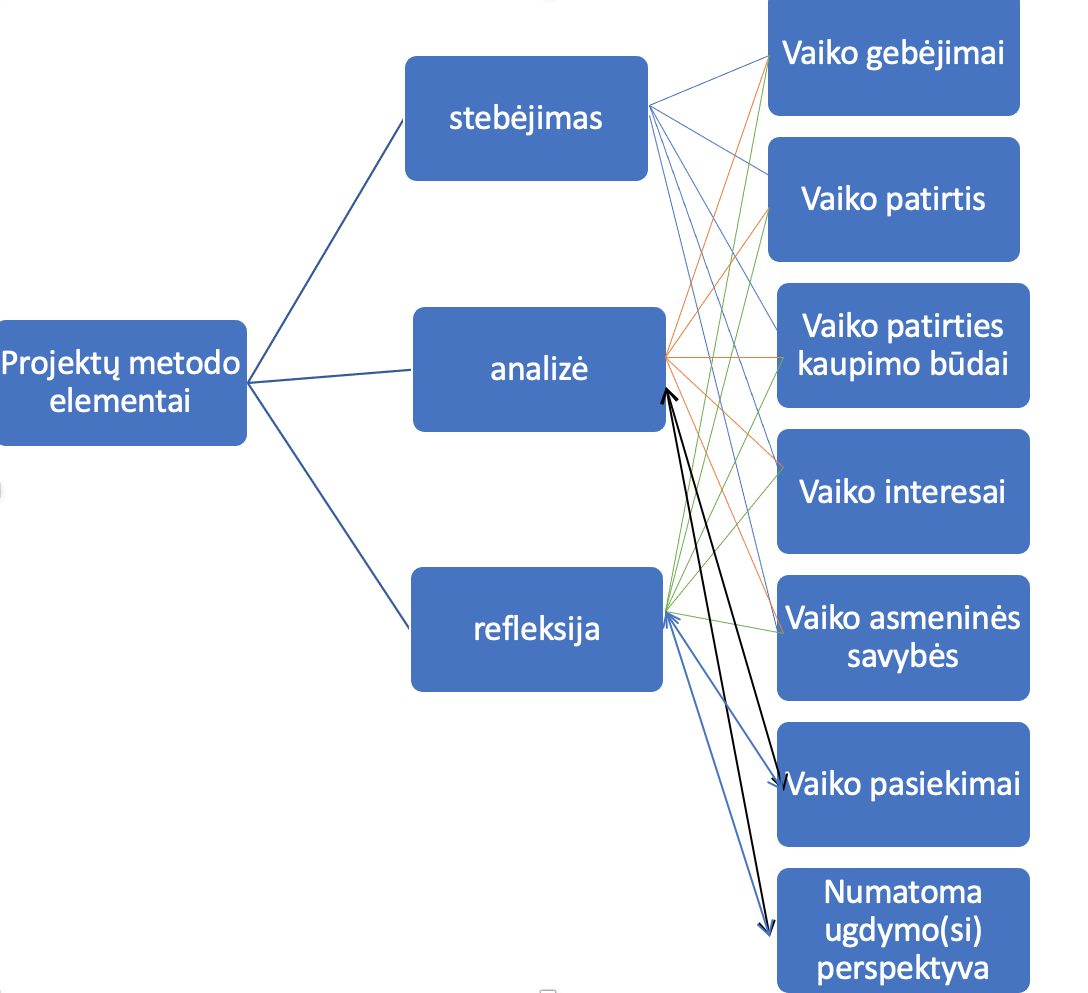 Projektų metodo
elementai
stebėjimas
analizė
refleksija
Vaiko gebėjimai
Vaiko patirtis
Vaiko patirties
kaupimo būdai
Vaiko interesai
Vaiko asmeninės
savybės
Vaiko pasiekimai
Numatoma
ugdymo(si)
perspektyva